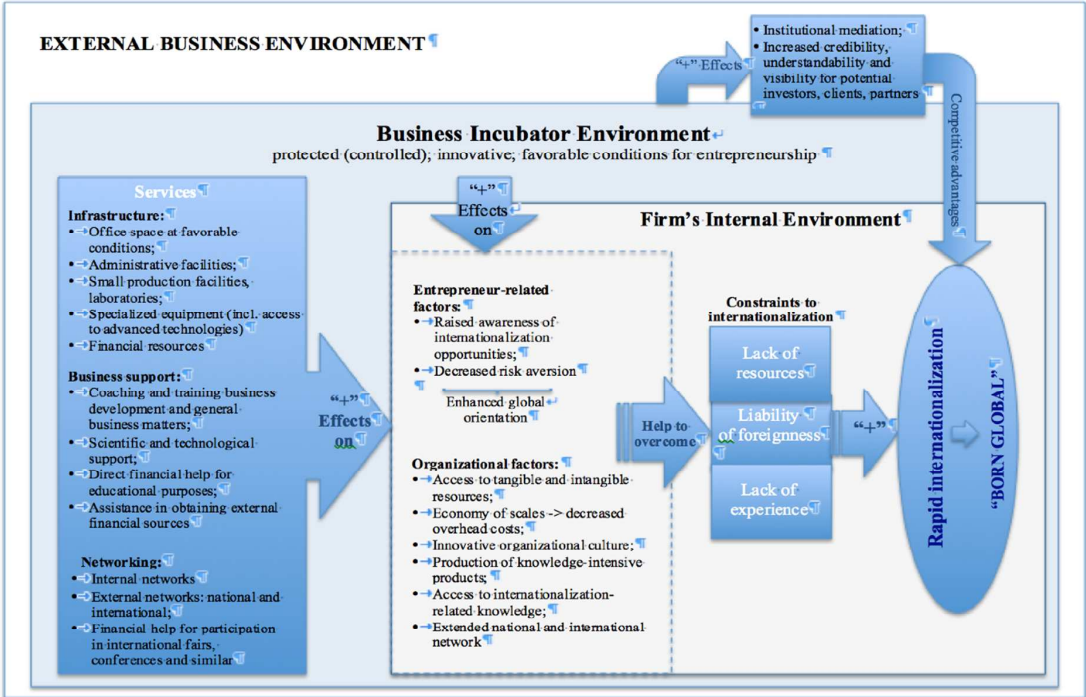 EXTERNAL BUSINESS ENVIRONMENT
"+" Effects
• Institutional mediation;
• Increased credibility,
understandability and
visibility for potential
investors, clients, partners
Competitive advantages
Business Incubator Environment
protected (controlled); innovative; favorable conditions for entrepreneurship
Services
Infrastructure:
• Office space at favorable
conditions;
• Administrative facilities;
• Small production facilities,
laboratories;
• Specialized equipment (incl. access
to advanced technologies)
• Financial resources
Business support:
• Coaching and training business
development and general
business matters;
• Scientific and technological
support;
• Direct financial help for
educational purposes;
• Assistance in obtaining external
financial sources
Networking:
• Internal networks
• External networks: national and
international;
• Financial help for participation
in international fairs,
conferences and similar
"+"
Effects
on
"+"
Effects
on
Firm's Internal Environment
Entrepreneur-related
factors:
• Raised awareness of
internationalization
opportunities;
• Decreased risk aversion
Enhanced global
orientation
Organizational factors:
• Access to tangible and intangible
resources;
• Economy of scales -> decreased
overhead costs;
• Innovative organizational culture;
• Production of knowledge-intensive
products;
• Access to internationalization-
related knowledge;
• Extended national and international
network
Help to
overcome
Constraints to
internationalization
Lack of
resources
Liability
of foreignness
Lack of
experience
"+"
Rapid internationalization
"BORN GLOBAL"